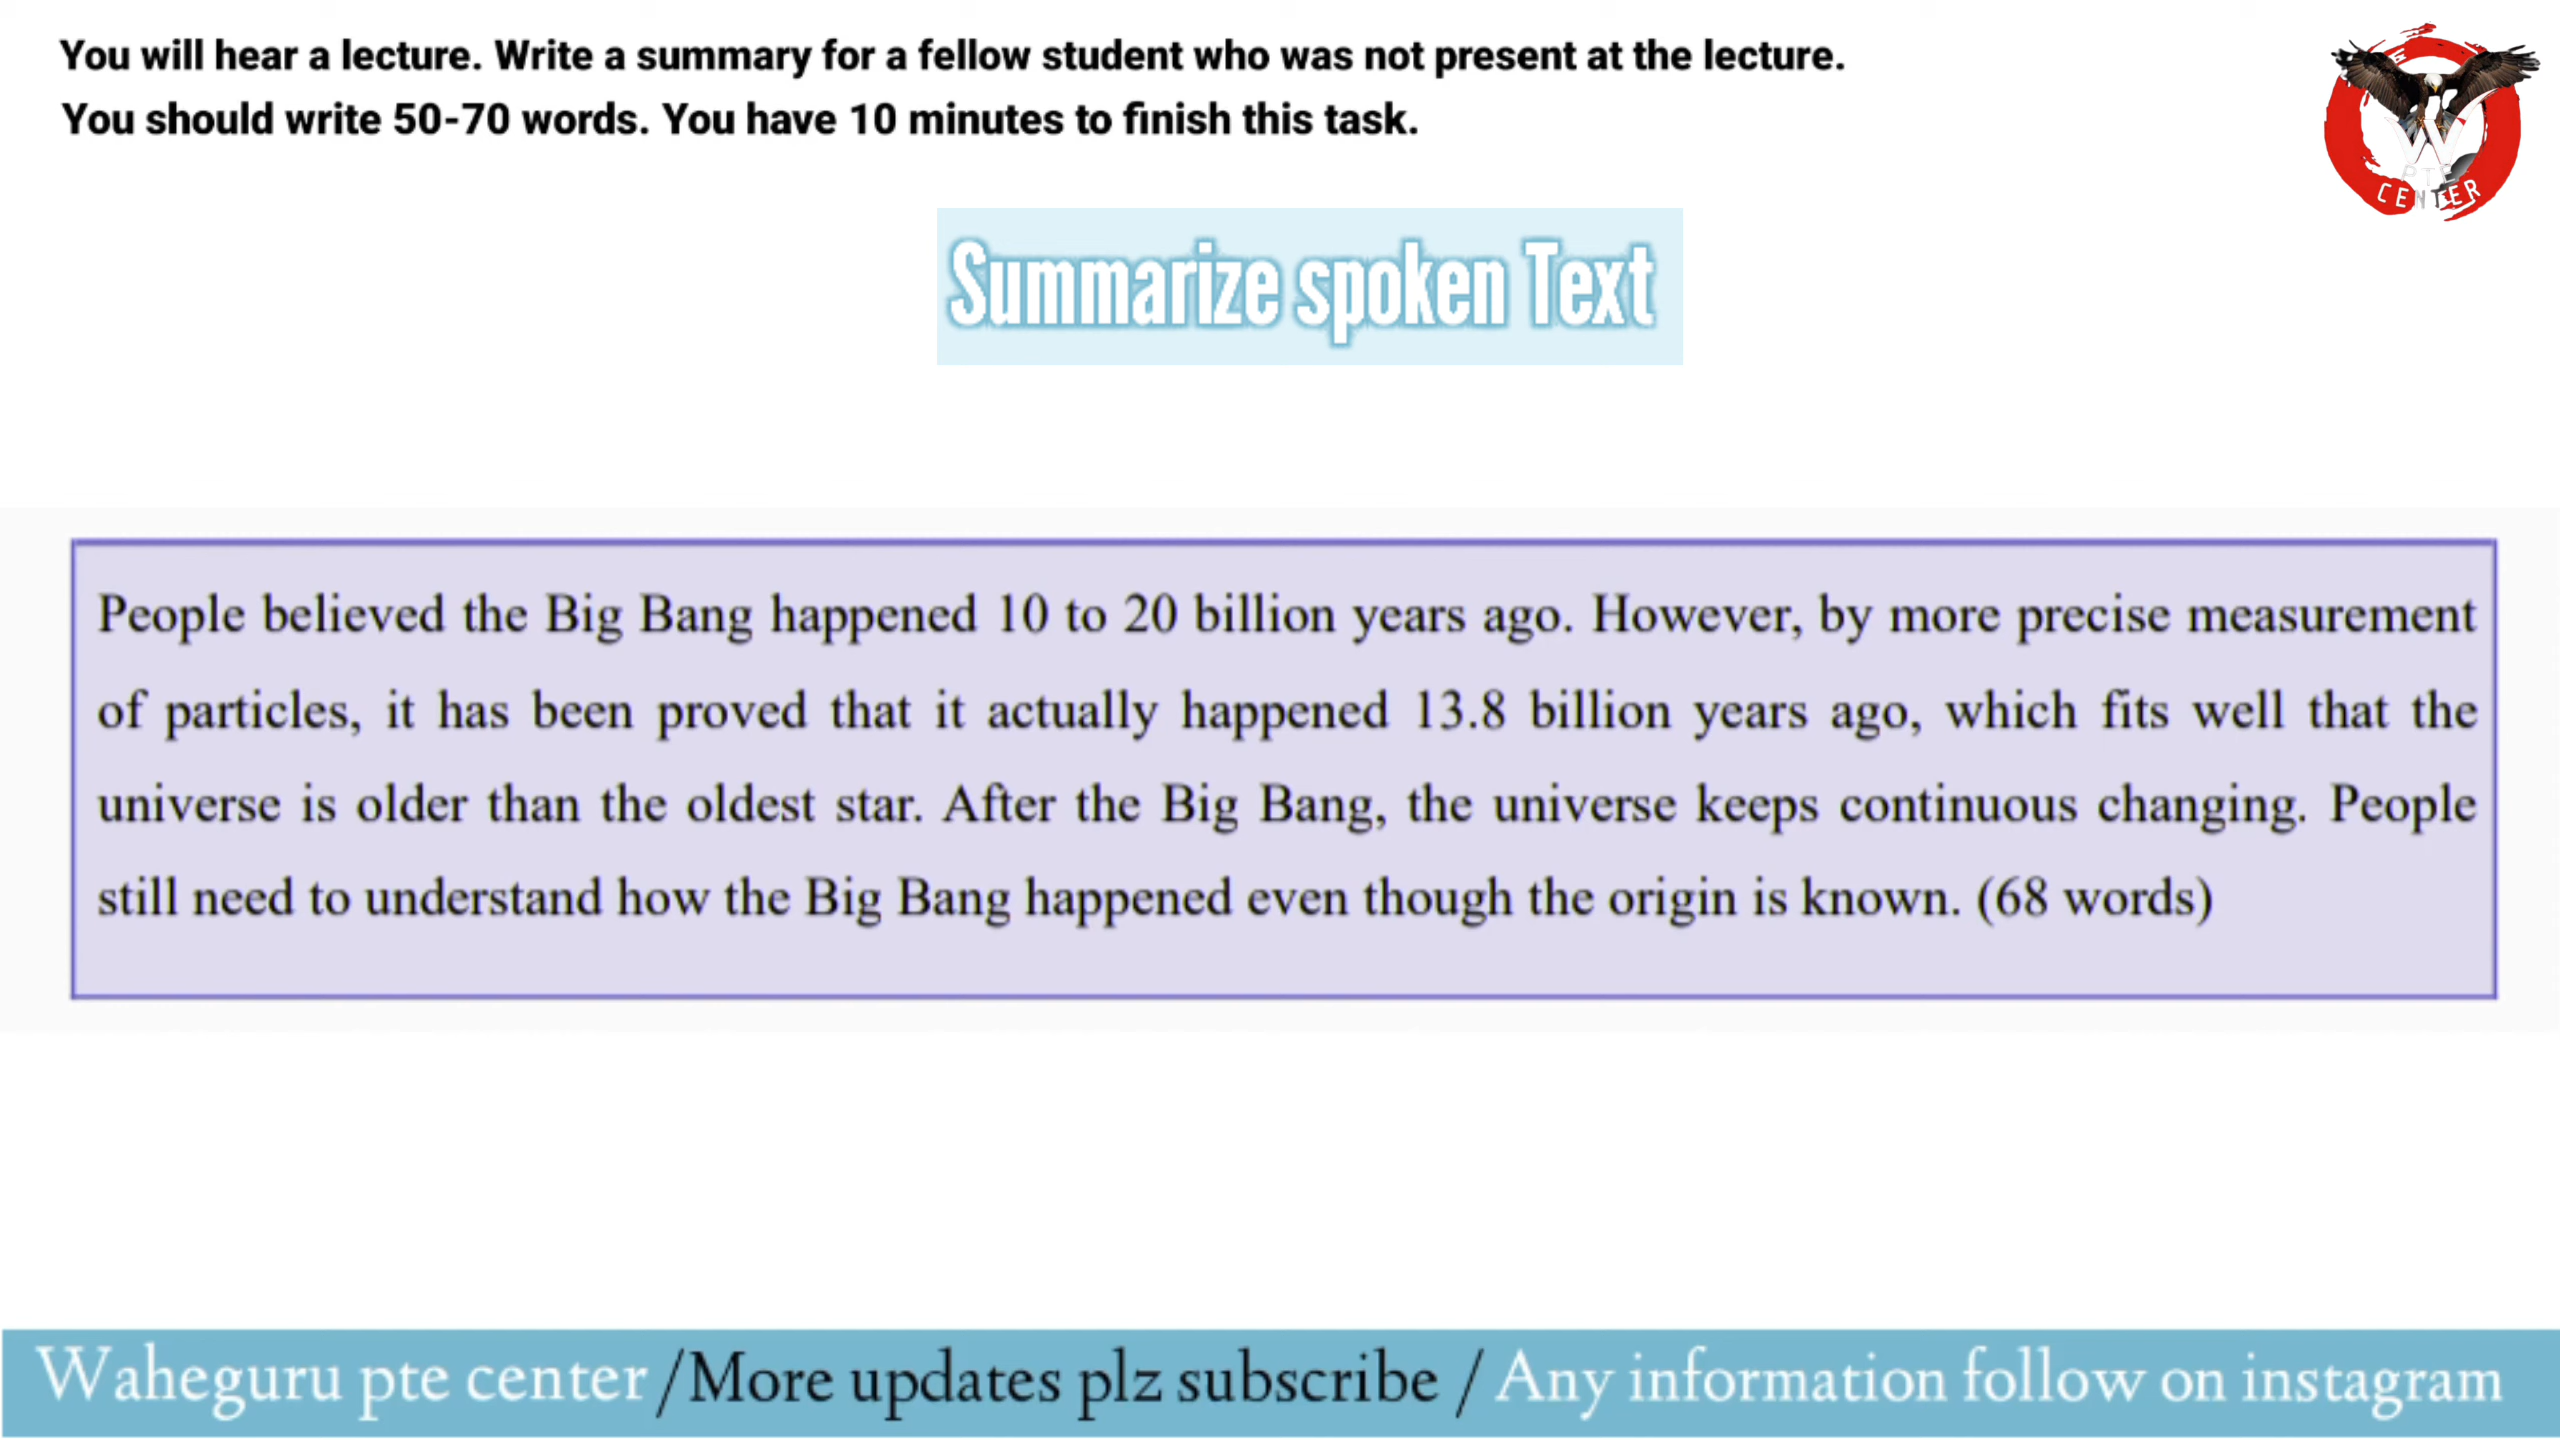 You will hear a lecture. Write a summary for a fellow student who was not present at the lecture.
You should write 50-70 words. You have 10 minutes to finish this task.
W
PTE
CENTER
Summarize spoken Text
People believed the Big Bang happened 10 to 20 billion years ago. However, by more precise measurement
of particles, it has been proved that it actually happened 13.8 billion years ago, which fits well that the
universe is older than the oldest star. After the Big Bang, the universe keeps continuous changing. People
still need to understand how the Big Bang happened even though the origin is known. (68 words)
Waheguru pte center /More updates plz subscribe / Any information follow on instagram